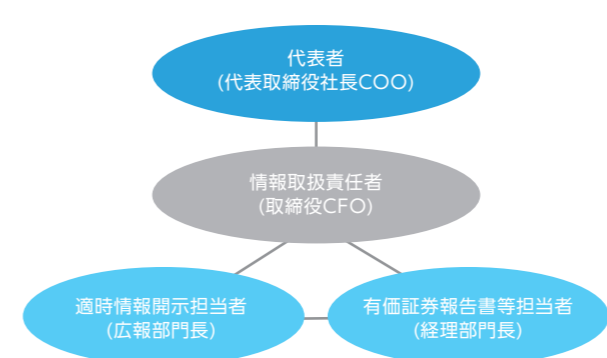 代表者
(代表取締役社長COO)
情報取扱責任者
(取締役CFO)
適時情報開示担当者
(広報部門長)
有価証券報告書等担当者
(経理部門長)